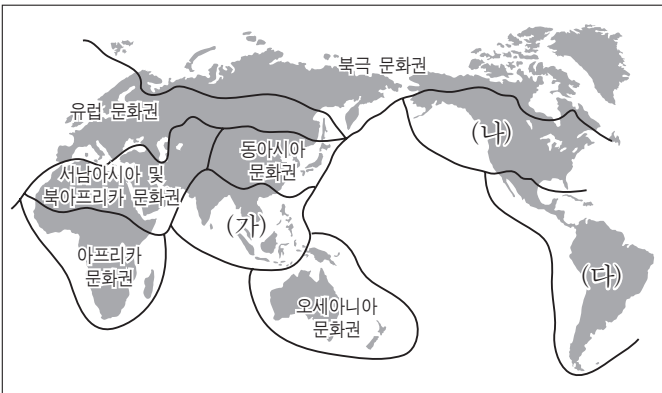 북극 문화권
유럽 문화권
(나)
동아시아
문화권
서남아시아 및
북아프리카 문화권
(가)
아프리카
문화권
(다)
오세아니아
문화권